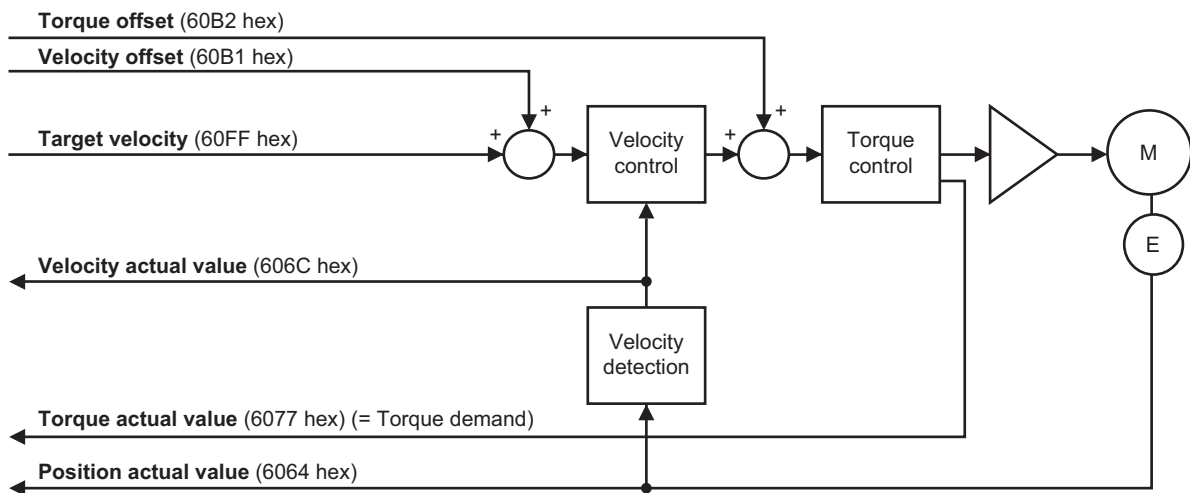 Torque offset (60B2 hex)
Velocity offset (60B1 hex)
+
+
Target velocity (60FF hex)
+
+
Velocity
control
Torque
control
M
E
Velocity actual value (606C hex)
Velocity
detection
Torque actual value (6077 hex) (= Torque demand)
Position actual value (6064 hex)